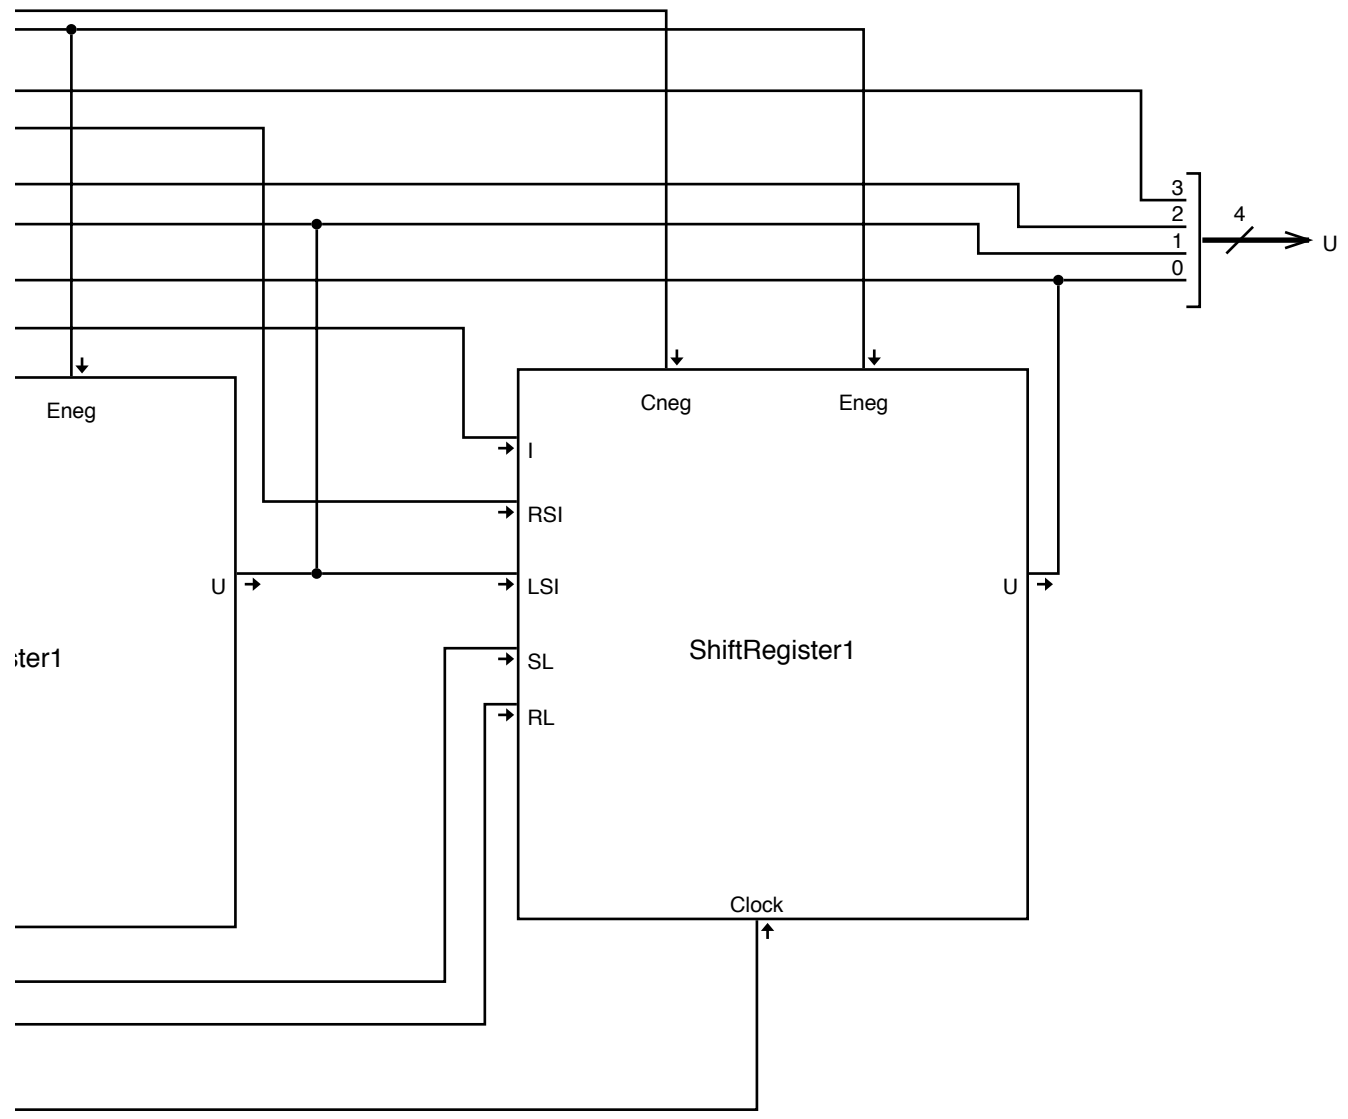 3
2
4
1
U
0
Eneg
Cneg
Eneg
I
RSI
U
LSI
U
ster1
SL
ShiftRegister1
RL
Clock